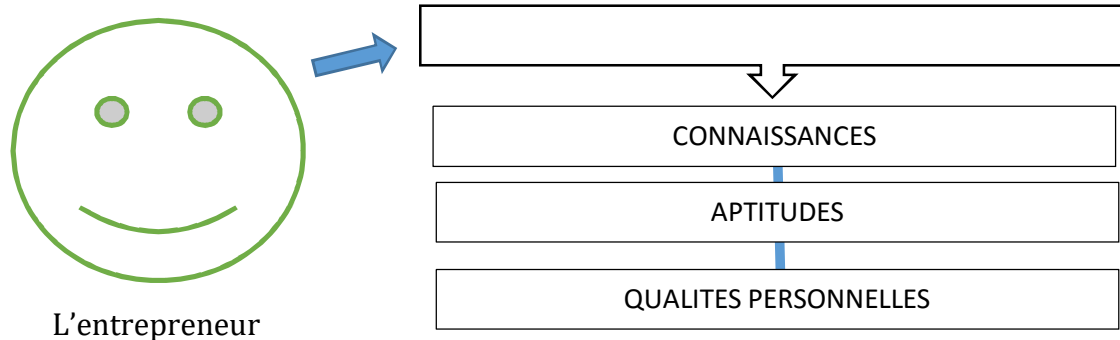 CONNAISSANCES
APTITUDES
QUALITES PERSONNELLES
L'entrepreneur